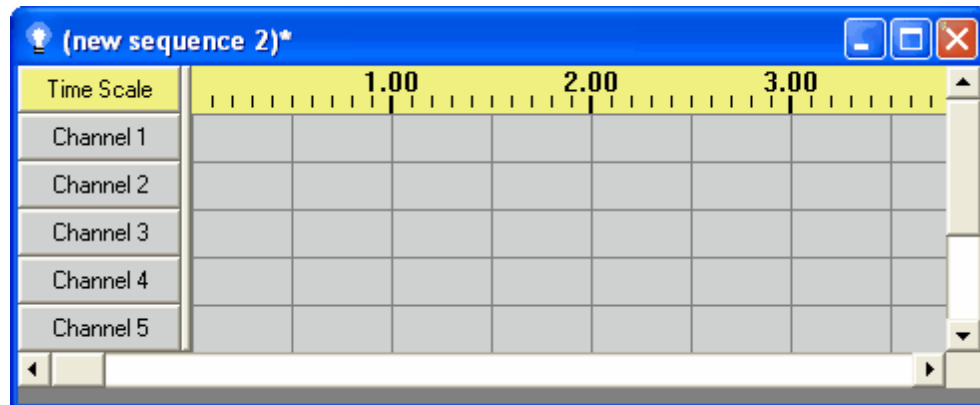 (new sequence 2)*
Time Scale 1.00 2.00 3.00
Channel 1
Channel 2
Channel 3
Channel 4
Channel 5